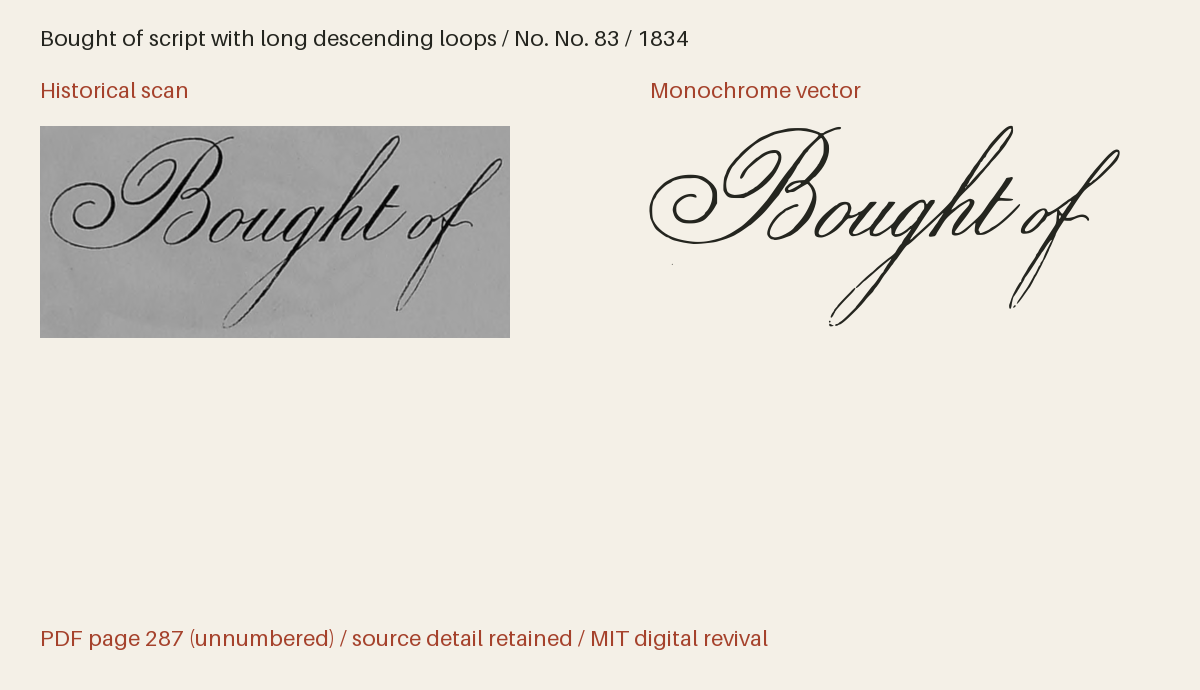 Bought of script with long descending loops / No. No. 83 / 1834
Historical scan
Monochrome vector
Bought of
Bought of
PDF page 287 (unnumbered) / source detail retained / MIT digital revival